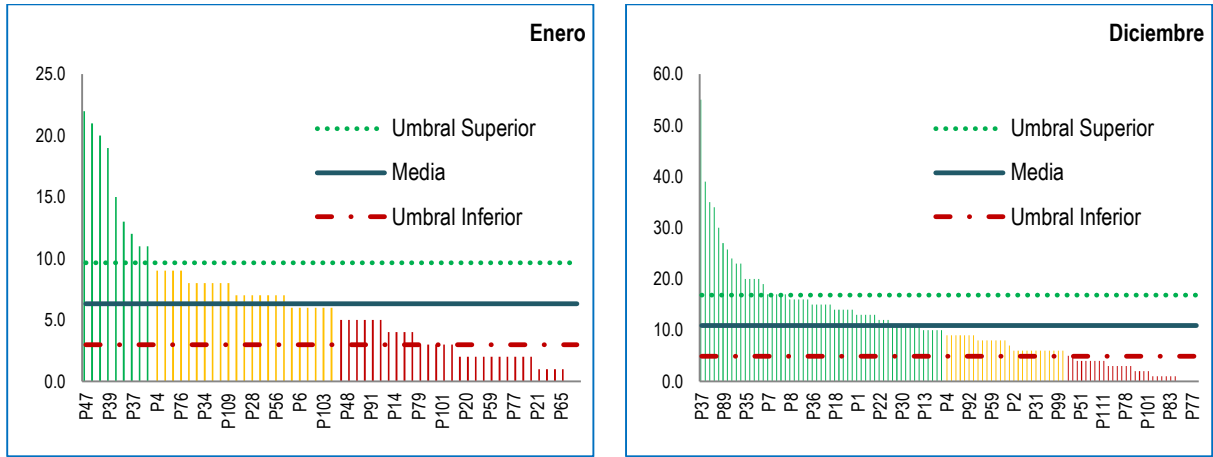 Enero
25.0
20.0
15.0
10.0
5.0
0.0
Umbral Superior
Media
Umbral Inferior
P47 P39 P37 P4 P76 P34 P109 P28 P56 P6 P103 P48 P91 P14 P79 P101 P20 P59 P77 P21 P65
Diciembre
60.0
50.0
40.0
30.0
20.0
10.0
0.0
Umbral Superior
Media
Umbral Inferior
P37 P89 P35 P7 P8 P36 P18 P1 P22 P30 P13 P4 P92 P59 P2 P31 P99 P51 P111 P78 P101 P83 P77